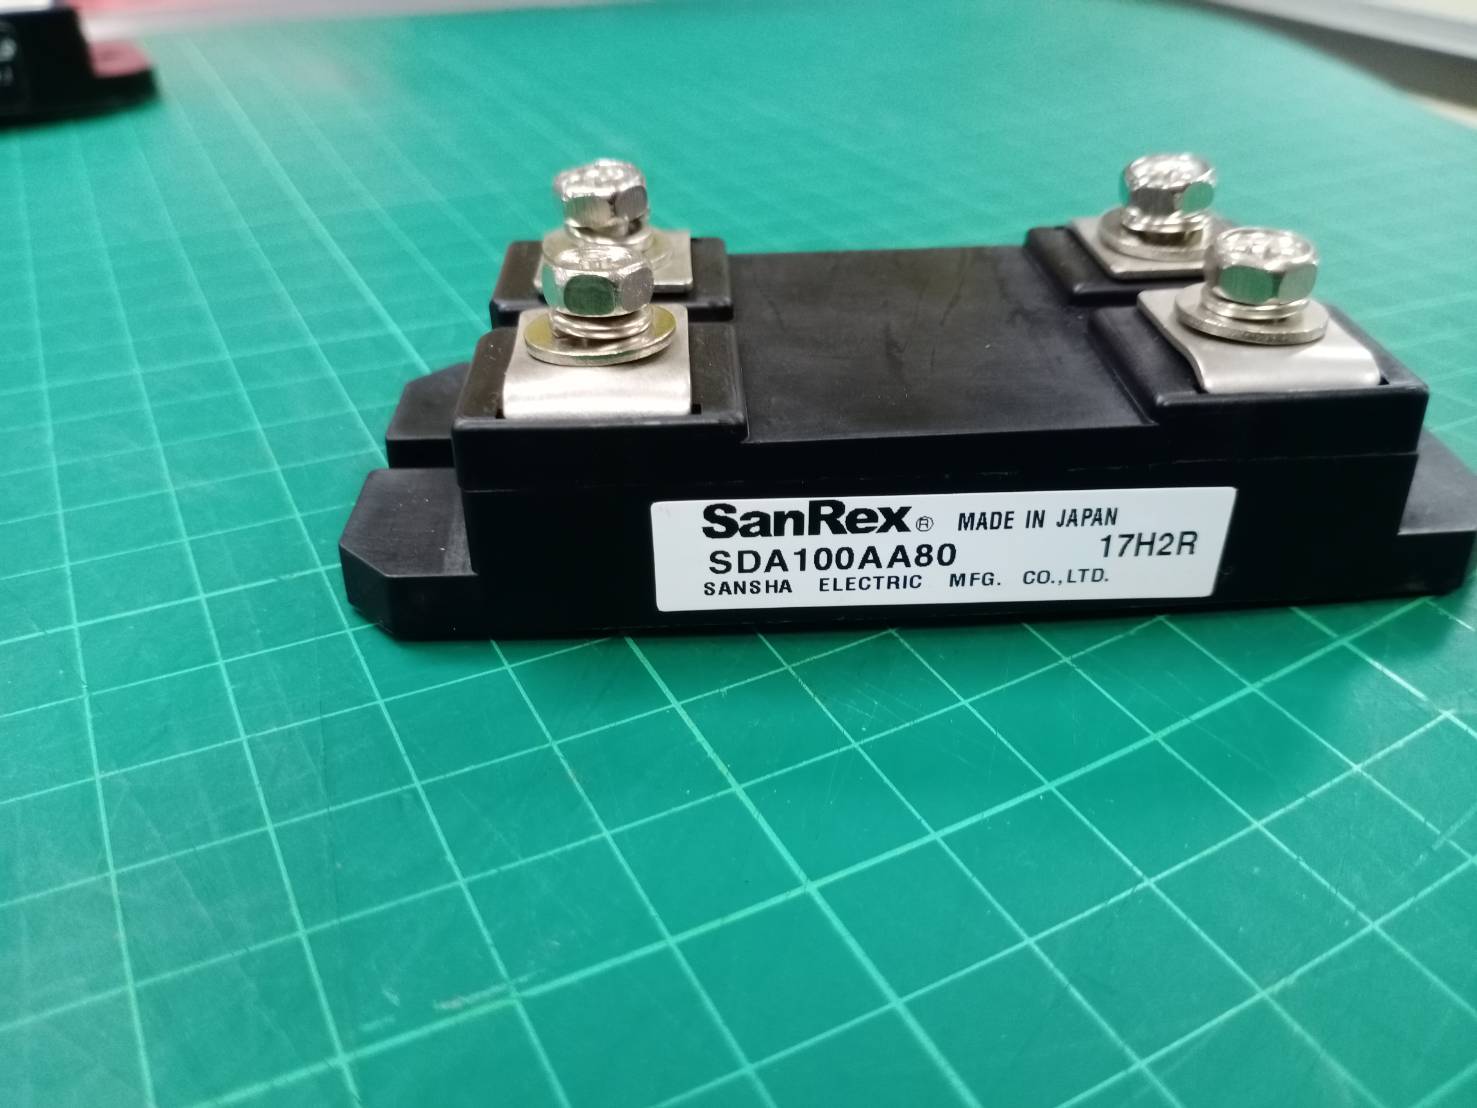 SanRex® MADE IN JAPAN
SDA100AA80 17H2R
SANSHA ELECTRIC MFG. CO.,LTD.